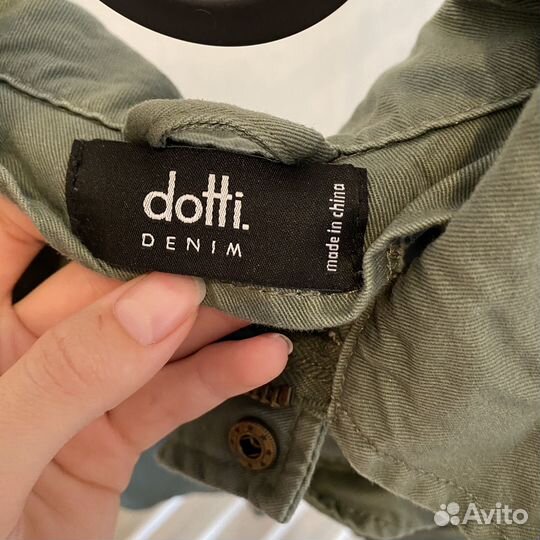 dotti.
DENIM
made in china
Avito